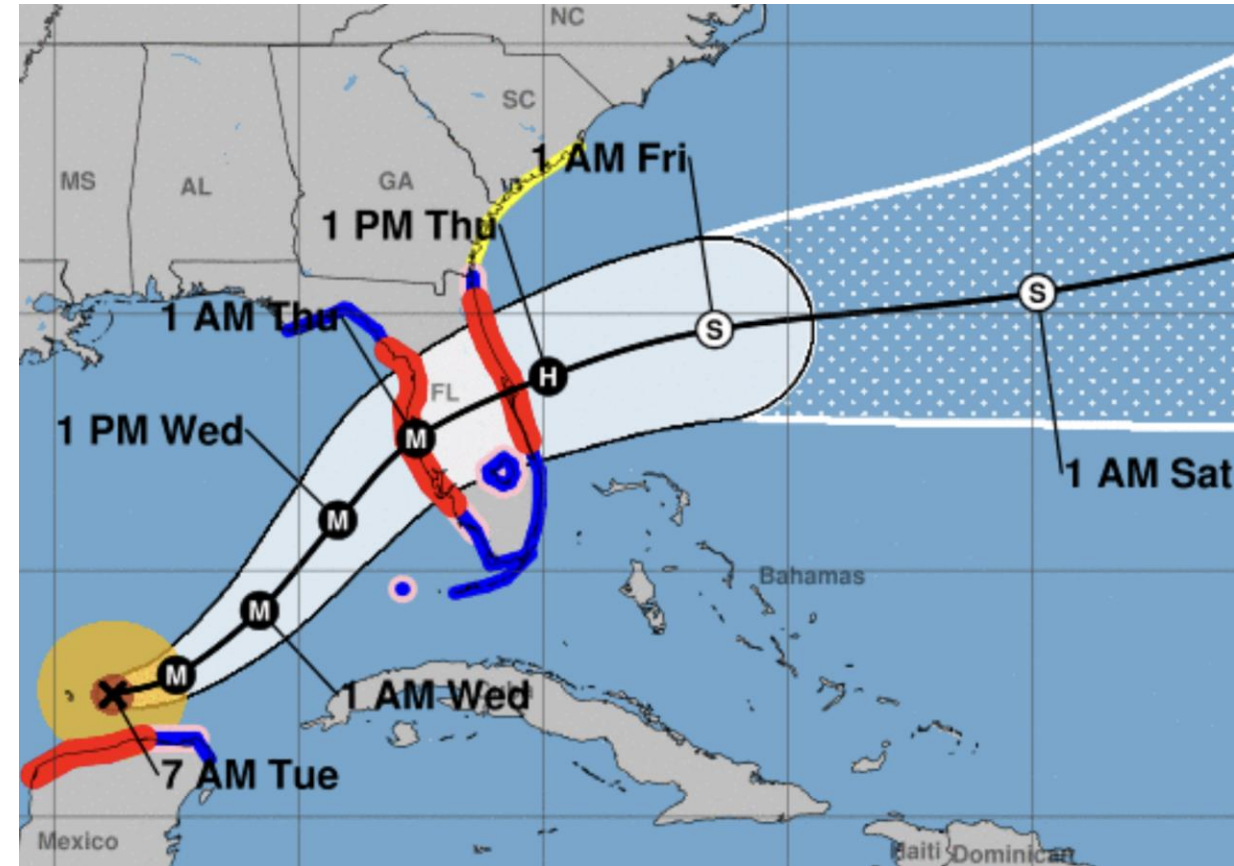 NC
SC
1 AM Fri
MS
AL
GA
1 PM Thu
S
1 AM Thu
S
H
FL
1 PM Wed
M
1 AM Sat
M
Bahamas
M
M
1 AM Wed
7 AM Tue
Mexico
Haiti
Dominican